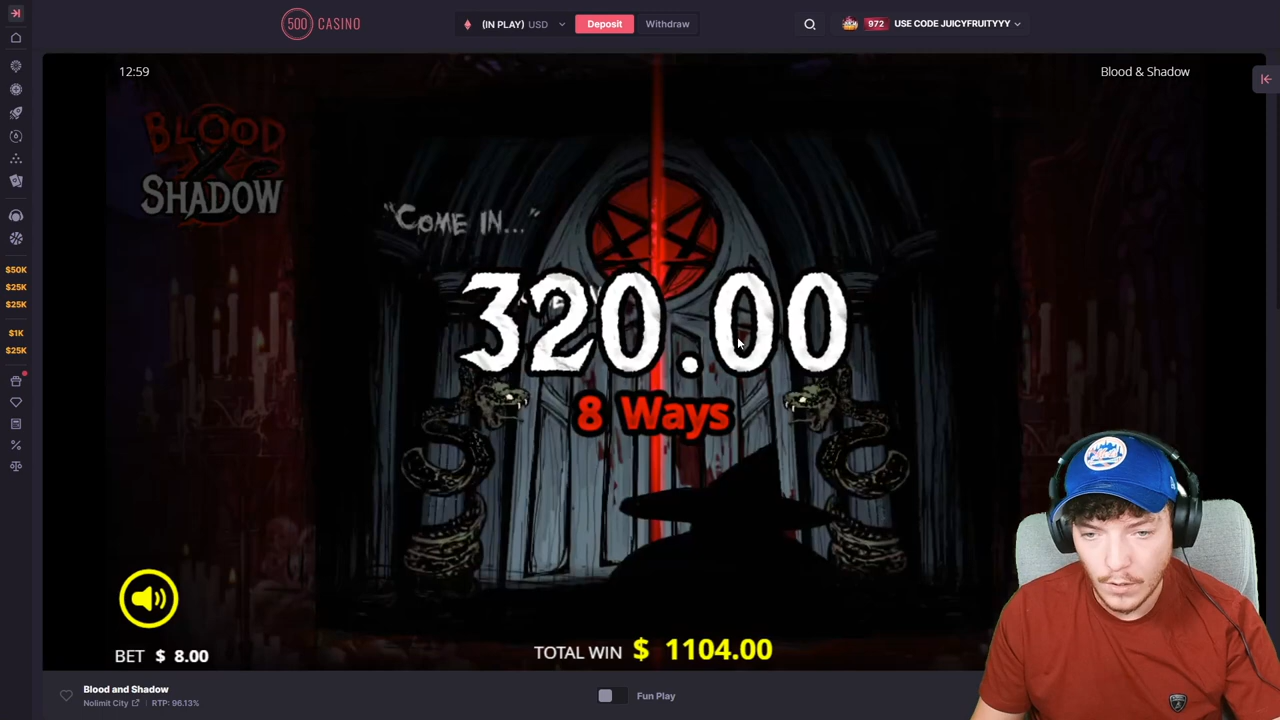 500 CASINO
(IN PLAY) USD
Deposit
Withdraw
972
USE CODE JUICYFRUITYYY
12:59
Blood & Shadow
BLOOD
SHADOW
"COME IN..."
320.00
8 Ways
$50K
$25K
$25K
$1K
$25K
BET $ 8.00
TOTAL WIN $ 1104.00
Blood and Shadow
Nolimit City
RTP: 96.13%
Fun Play